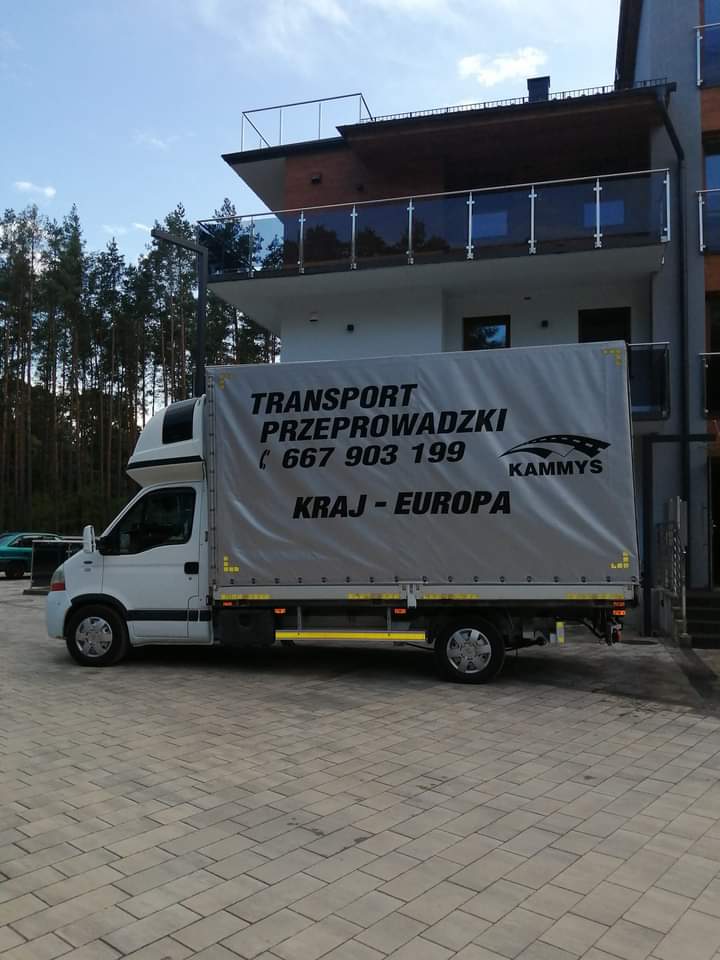 TRANSPORT
PRZEPROWADZKI
667 903 199
KAMMYS
KRAJ - EUROPA